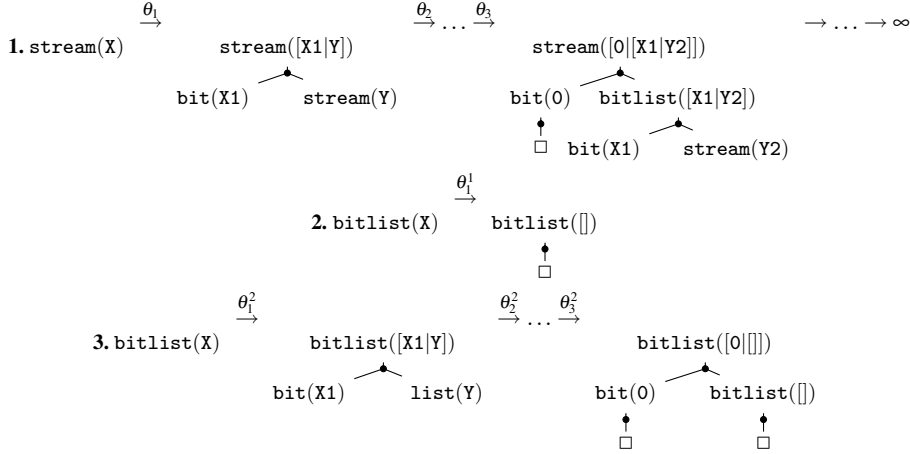 θ₁ θ₂ θ₃
1. stream(X) → stream([X1|Y]) → … → stream([0|[X1|Y2]]) → … → ∞
bit(X1) stream(Y) bit(0) bitlist([X1|Y2])
□ bit(X1) stream(Y2)
θ₁¹
2. bitlist(X) → bitlist([])
□
θ₁² θ₂² θ₃²
3. bitlist(X) → bitlist([X1|Y]) → … → bitlist([0|[]])
bit(X1) list(Y) bit(0) bitlist([])
□ □